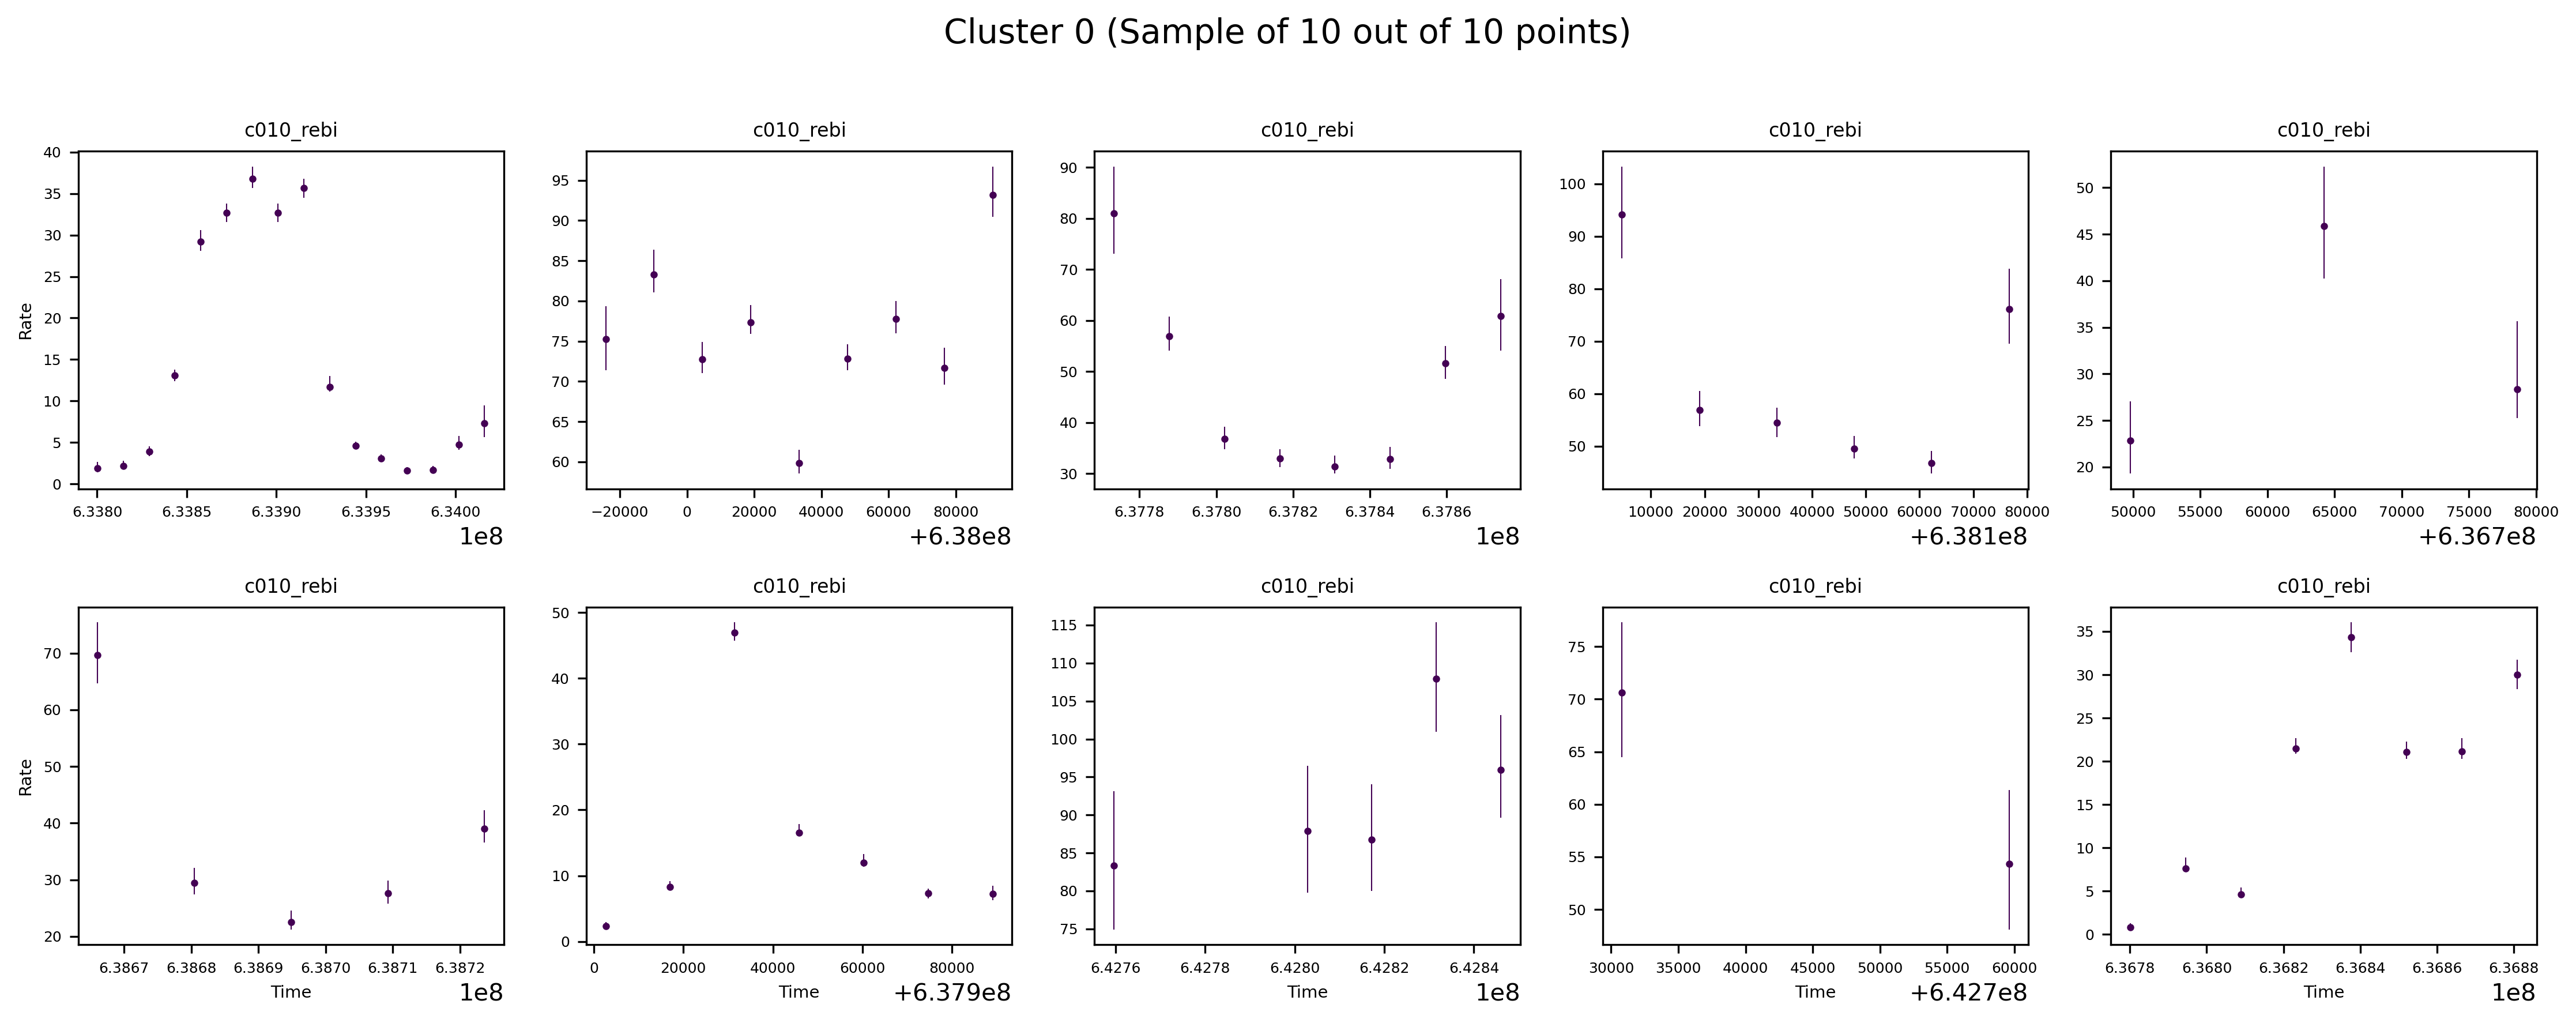 Cluster 0 (Sample of 10 out of 10 points)
c010_rebi c010_rebi c010_rebi c010_rebi c010_rebi
Rate
40
35
30
25
20
15
10
5
0
6.3380 6.3385 6.3390 6.3395 6.3400
1e8
95
90
85
80
75
70
65
60
−20000 0 20000 40000 60000 80000
+6.38e8
90
80
70
60
50
40
30
6.3778 6.3780 6.3782 6.3784 6.3786
1e8
100
90
80
70
60
50
10000 20000 30000 40000 50000 60000 70000 80000
+6.381e8
50
45
40
35
30
25
20
50000 55000 60000 65000 70000 75000 80000
+6.367e8
c010_rebi c010_rebi c010_rebi c010_rebi c010_rebi
Rate
70
60
50
40
30
20
6.3867 6.3868 6.3869 6.3870 6.3871 6.3872
Time 1e8
50
40
30
20
10
0
0 20000 40000 60000 80000
Time +6.379e8
115
110
105
100
95
90
85
80
75
6.4276 6.4278 6.4280 6.4282 6.4284
Time 1e8
75
70
65
60
55
50
30000 35000 40000 45000 50000 55000 60000
Time +6.427e8
35
30
25
20
15
10
5
0
6.3678 6.3680 6.3682 6.3684 6.3686 6.3688
Time 1e8